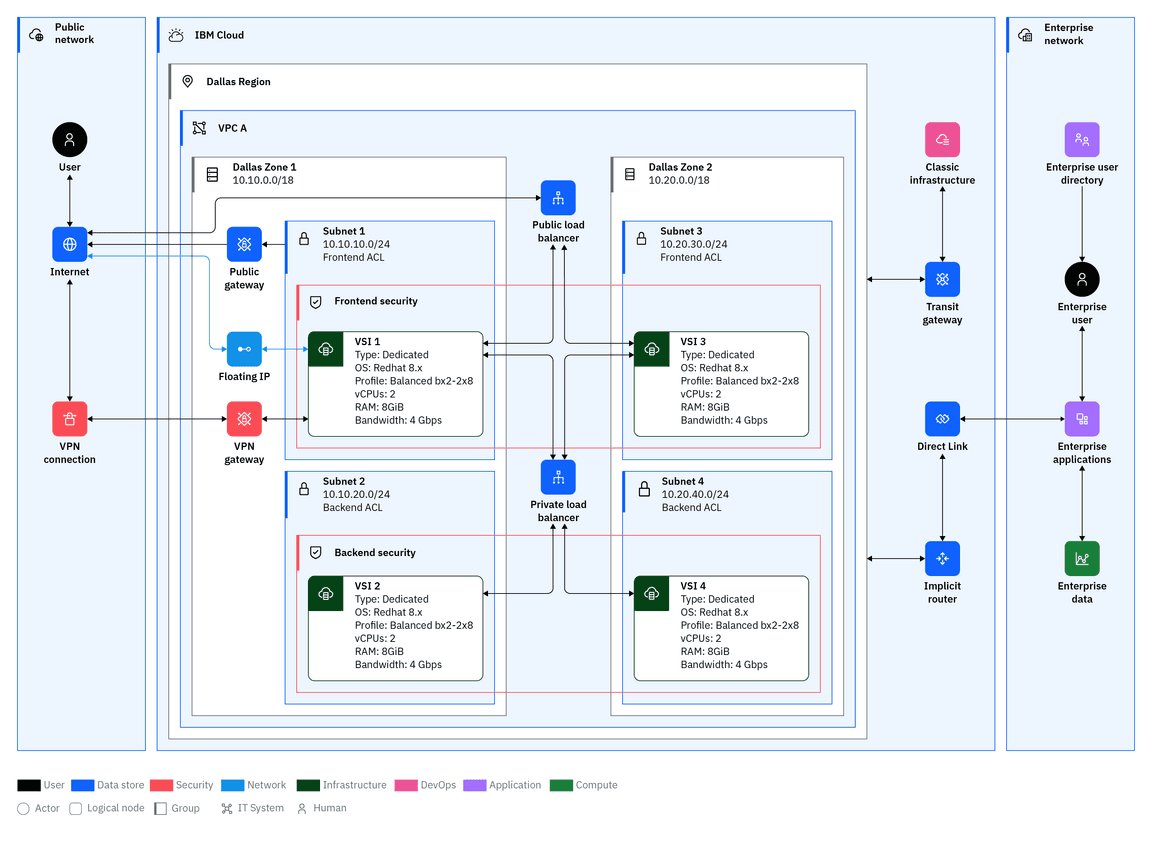 Public
network
User
Internet
VPN
connection
IBM Cloud
Dallas Region
VPC A
Dallas Zone 1
10.10.0.0/18
Public
gateway
Floating IP
VPN
gateway
Subnet 1
10.10.10.0/24
Frontend ACL
Frontend security
VSI 1
Type: Dedicated
OS: Redhat 8.x
Profile: Balanced bx2-2x8
vCPUs: 2
RAM: 8GiB
Bandwidth: 4 Gbps
Subnet 2
10.10.20.0/24
Backend ACL
Backend security
VSI 2
Type: Dedicated
OS: Redhat 8.x
Profile: Balanced bx2-2x8
vCPUs: 2
RAM: 8GiB
Bandwidth: 4 Gbps
Public load
balancer
Private load
balancer
Dallas Zone 2
10.20.0.0/18
Subnet 3
10.20.30.0/24
Frontend ACL
VSI 3
Type: Dedicated
OS: Redhat 8.x
Profile: Balanced bx2-2x8
vCPUs: 2
RAM: 8GiB
Bandwidth: 4 Gbps
Subnet 4
10.20.40.0/24
Backend ACL
VSI 4
Type: Dedicated
OS: Redhat 8.x
Profile: Balanced bx2-2x8
vCPUs: 2
RAM: 8GiB
Bandwidth: 4 Gbps
Classic
infrastructure
Transit
gateway
Direct Link
Implicit
router
Enterprise
network
Enterprise user
directory
Enterprise
user
Enterprise
applications
Enterprise
data
User Data store Security Network Infrastructure DevOps Application Compute
Actor Logical node Group IT System Human